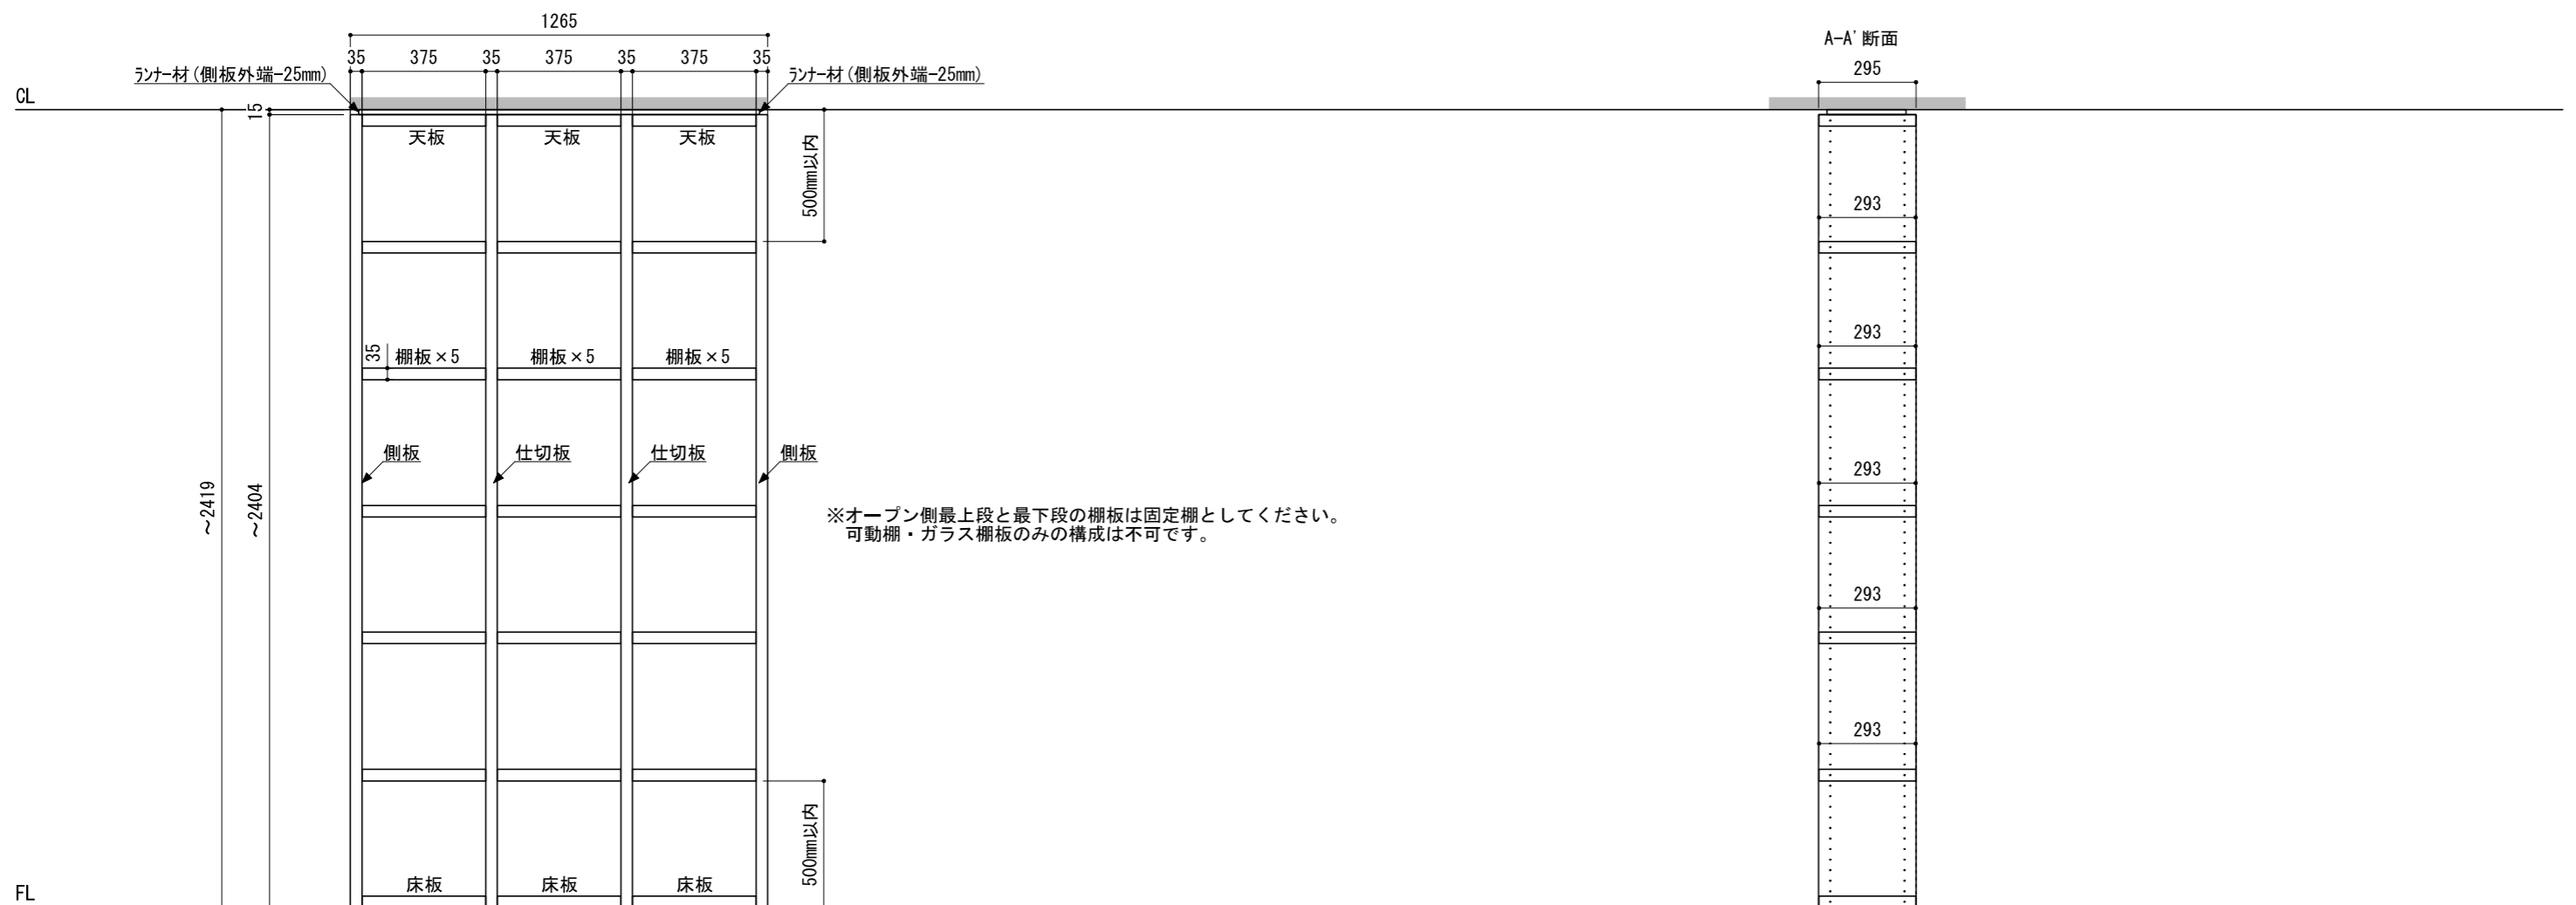 1265
A-A'断面
35 375 35 375 35 375 35
295
ランナー材(側板外端-25mm)
ランナー材(側板外端-25mm)
CL
15
天板 天板 天板
500mm以内
293
293
35
棚板×5 棚板×5 棚板×5
側板 仕切板 仕切板 側板
293
~2419
~2404
※オープン側最上段と最下段の棚板は固定棚としてください。
可動棚・ガラス棚板のみの構成は不可です。
293
293
500mm以内
床板 床板 床板
FL